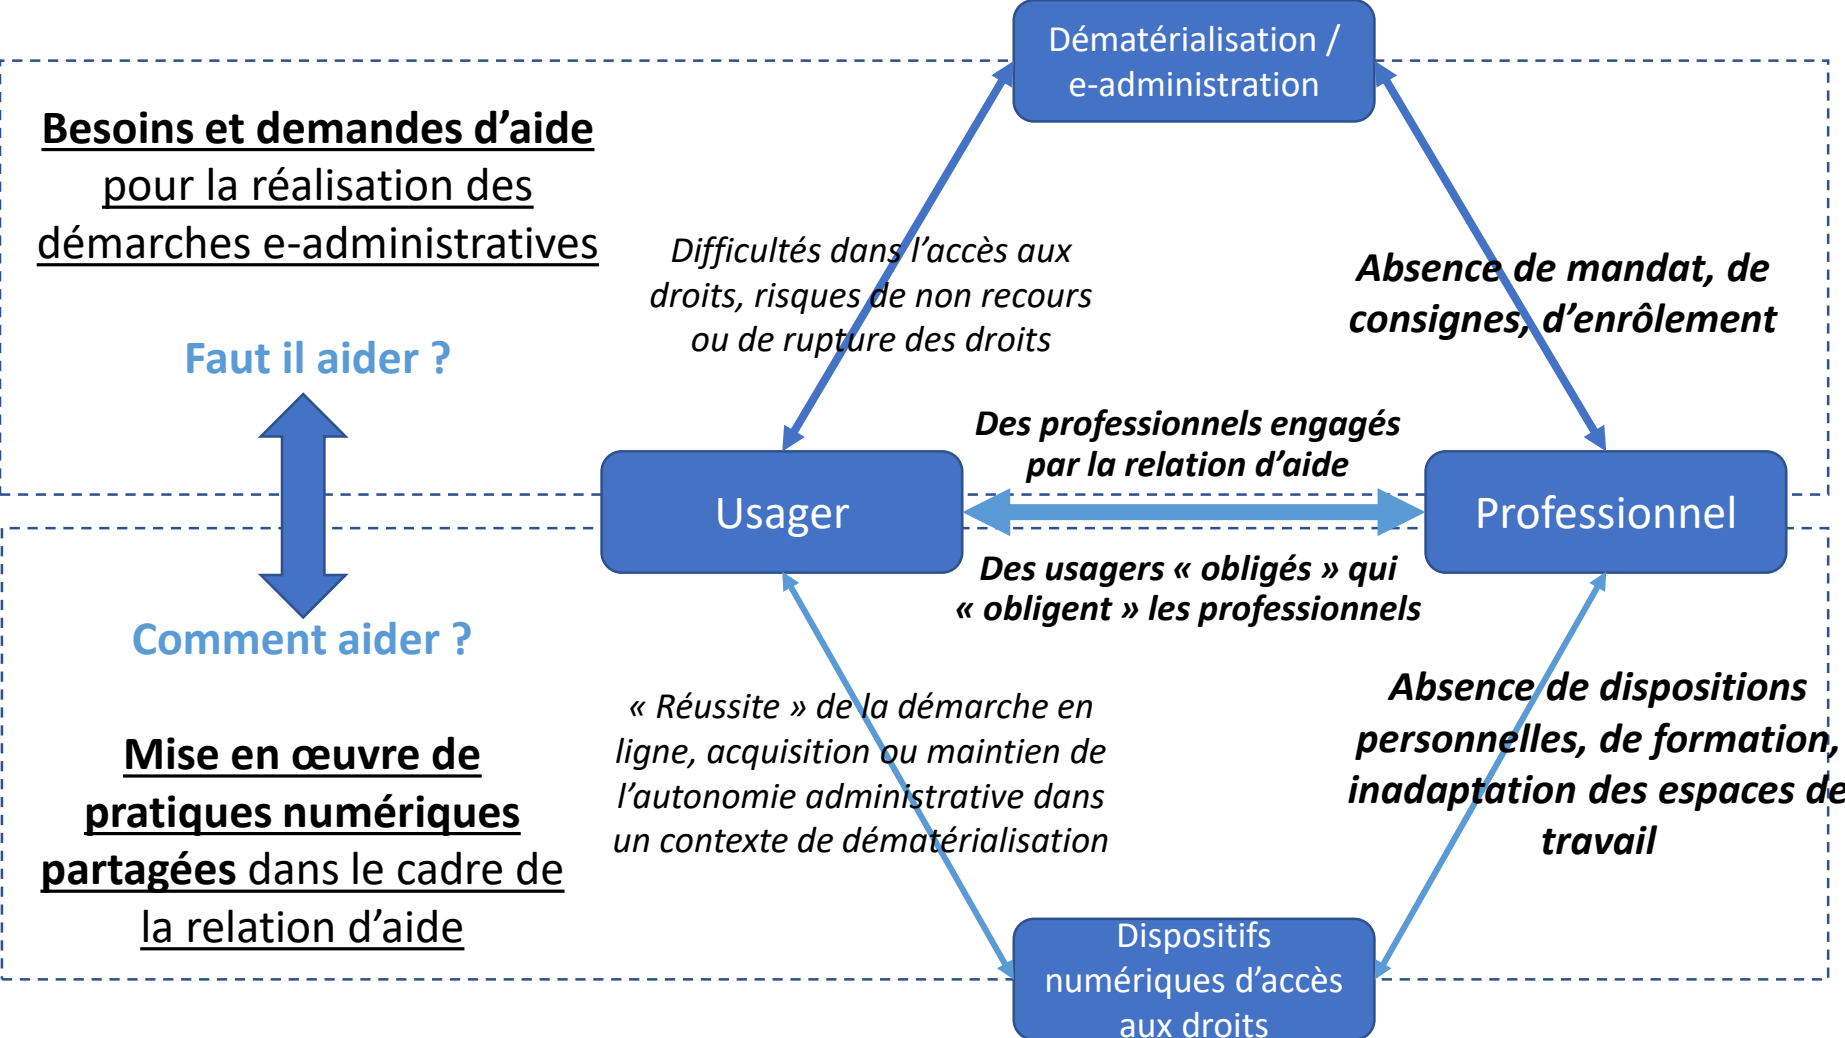 Dématérialisation /
e-administration
Besoins et demandes d’aide
pour la réalisation des
démarches e-administratives
Faut il aider ?
Difficultés dans l’accès aux
droits, risques de non recours
ou de rupture des droits
Absence de mandat, de
consignes, d’enrôlement
Des professionnels engagés
par la relation d’aide
Usager
Professionnel
Des usagers « obligés » qui
« obligent » les professionnels
Comment aider ?
Mise en œuvre de
pratiques numériques
partagées dans le cadre de
la relation d’aide
« Réussite » de la démarche en
ligne, acquisition ou maintien de
l’autonomie administrative dans
un contexte de dématérialisation
Absence de dispositions
personnelles, de formation,
inadaptation des espaces de
travail
Dispositifs
numériques d’accès
aux droits